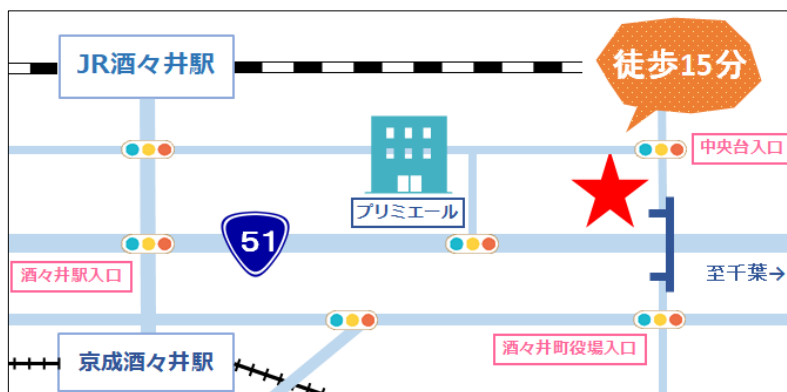 JR酒々井駅
徒歩15分
中央台入口
プリミエール
51
酒々井駅入口
至千葉→
酒々井町役場入口
京成酒々井駅